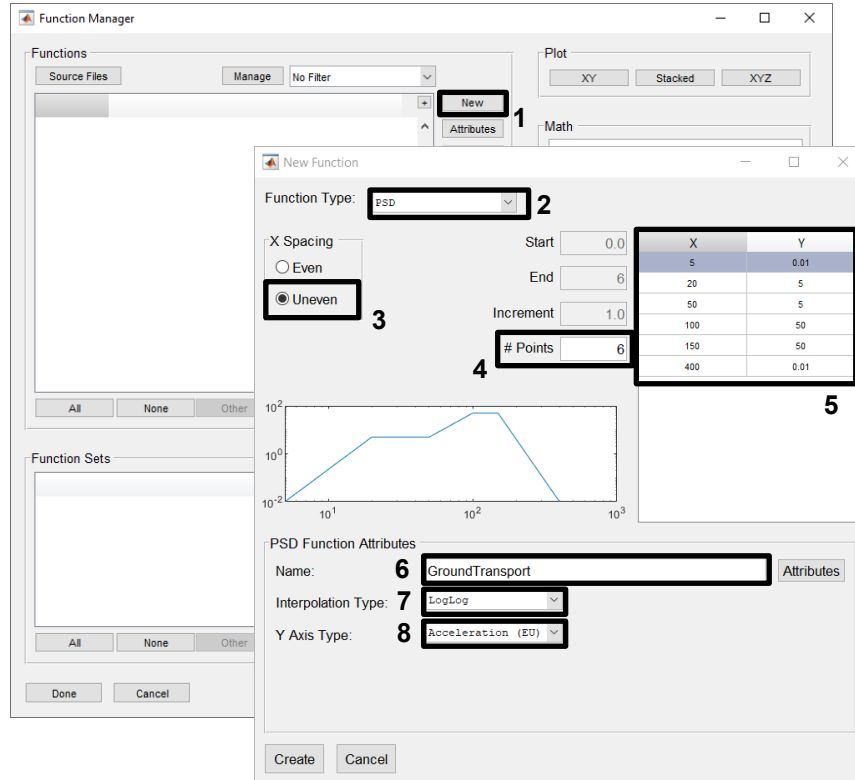 Function Manager
Functions
Plot
Source Files Manage No Filter
XY Stacked XYZ
+ New
1
Attributes
Math
New Function
Function Type: PSD 2
X Spacing
Even
Uneven
3
Start 0.0
End 6
Increment 1.0
# Points 6
4
X Y
5 0.01
20 5
50 5
100 50
150 50
400 0.01
5
All None Other
10^2
10^0
10^-2
10^1 10^2 10^3
Function Sets
PSD Function Attributes
Name: 6 GroundTransport Attributes
Interpolation Type: 7 LogLog
Y Axis Type: 8 Acceleration (EU)
All None Other
Done Cancel
Create Cancel